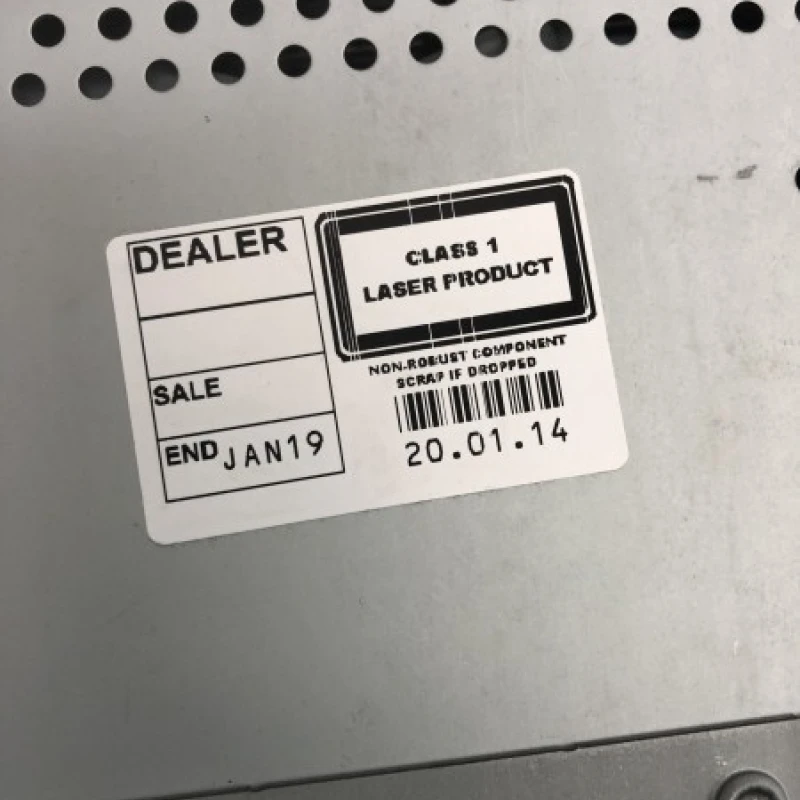 DEALER
SALE
END JAN19
CLASS 1
LASER PRODUCT
NON-ROBUST COMPONENT
SCRAP IF DROPPED
20.01.14